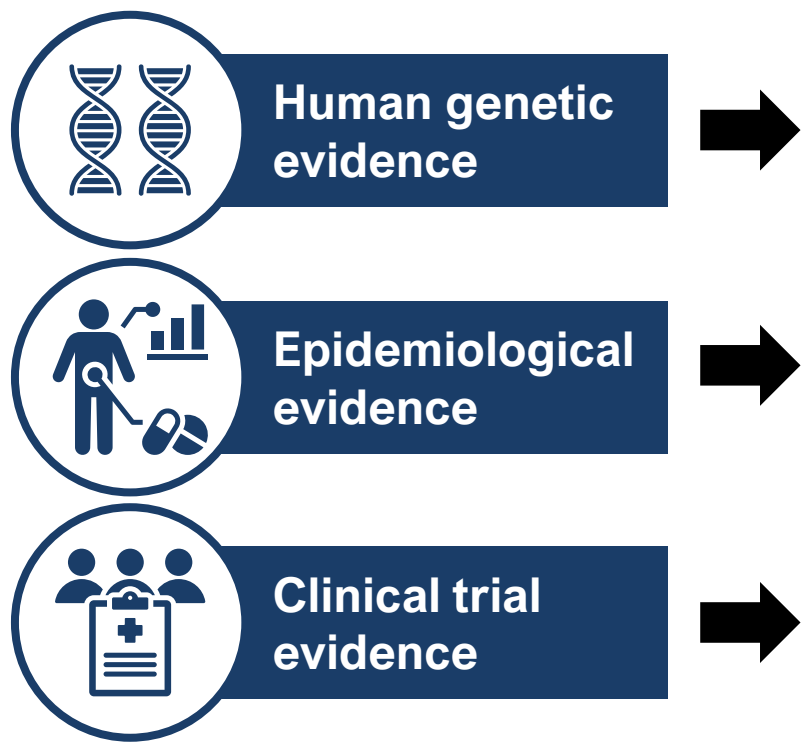 Human genetic
evidence
Epidemiological
evidence
Clinical trial
evidence